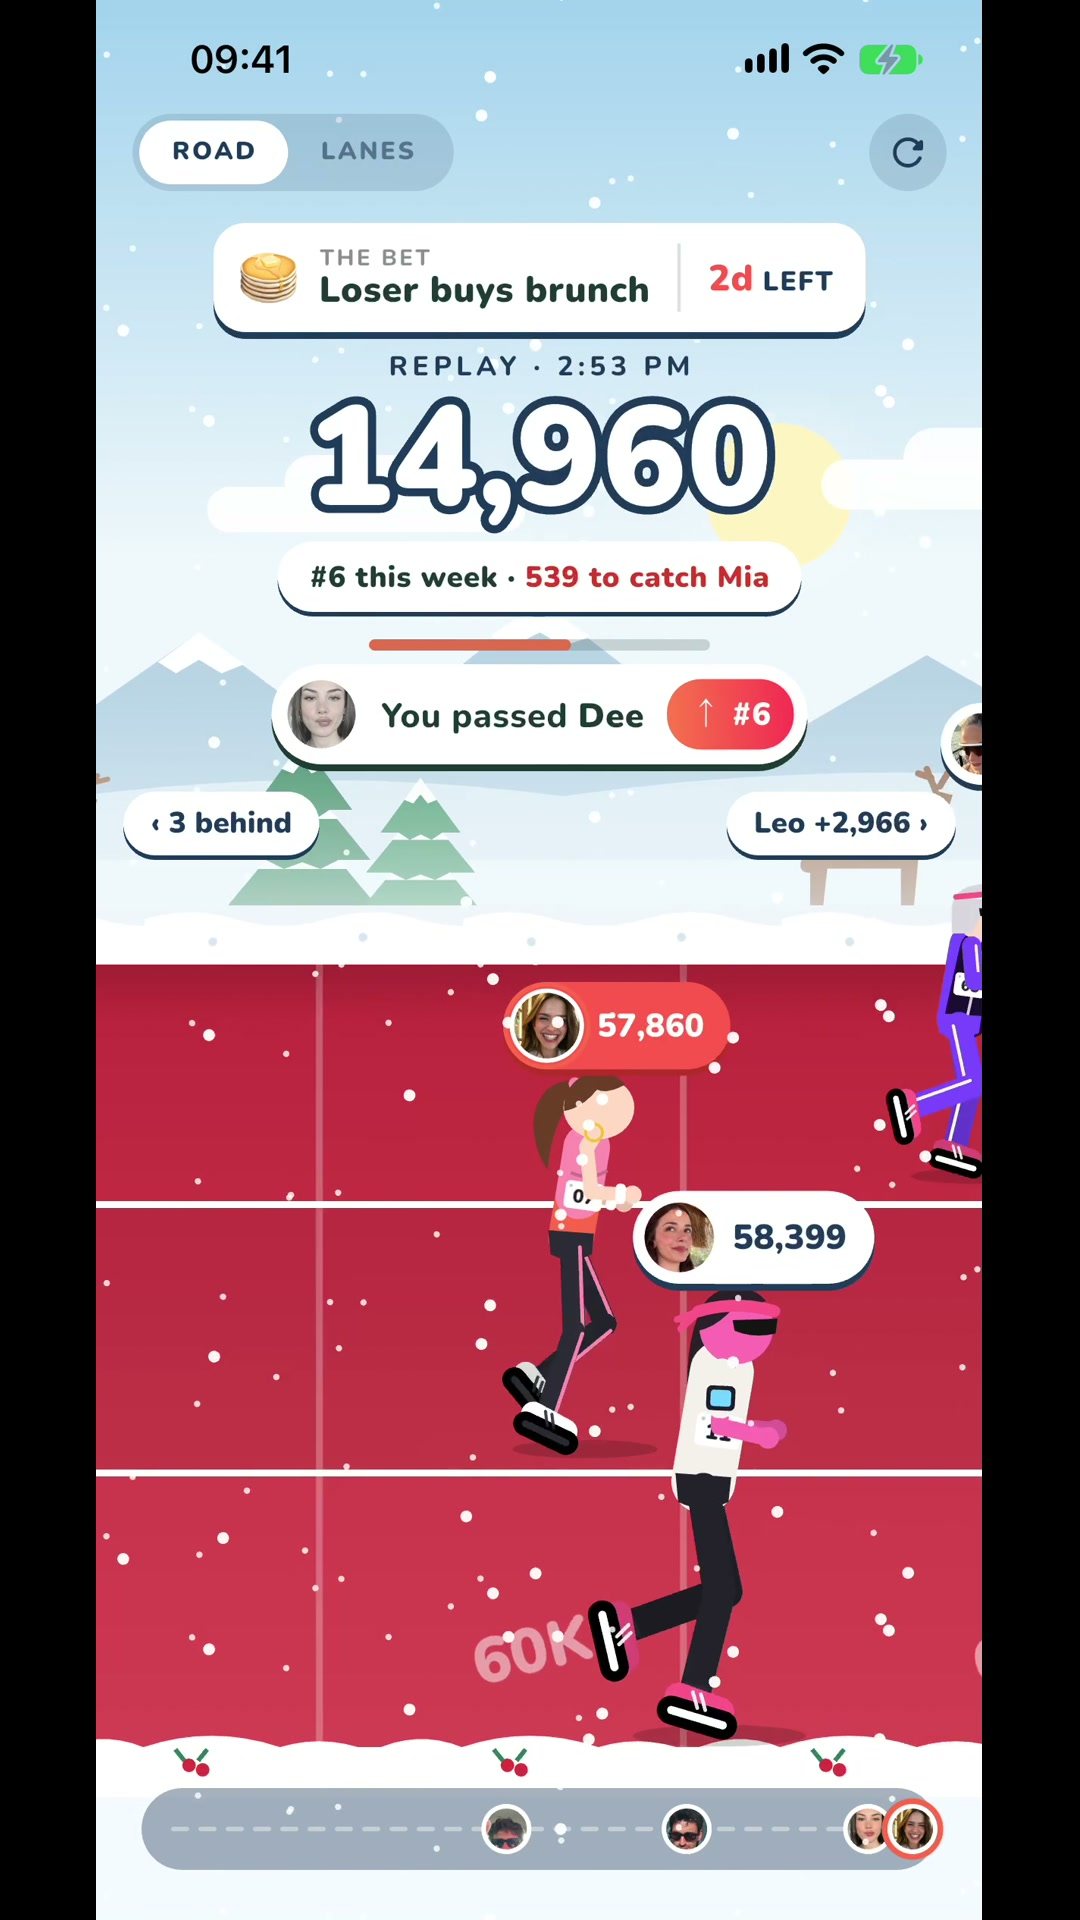 09:41
ROAD LANES
THE BET
Loser buys brunch
2d LEFT
REPLAY · 2:53 PM
14,960
#6 this week · 539 to catch Mia
You passed Dee
↑ #6
‹ 3 behind
Leo +2,966 ›
57,860
58,399
11
60K